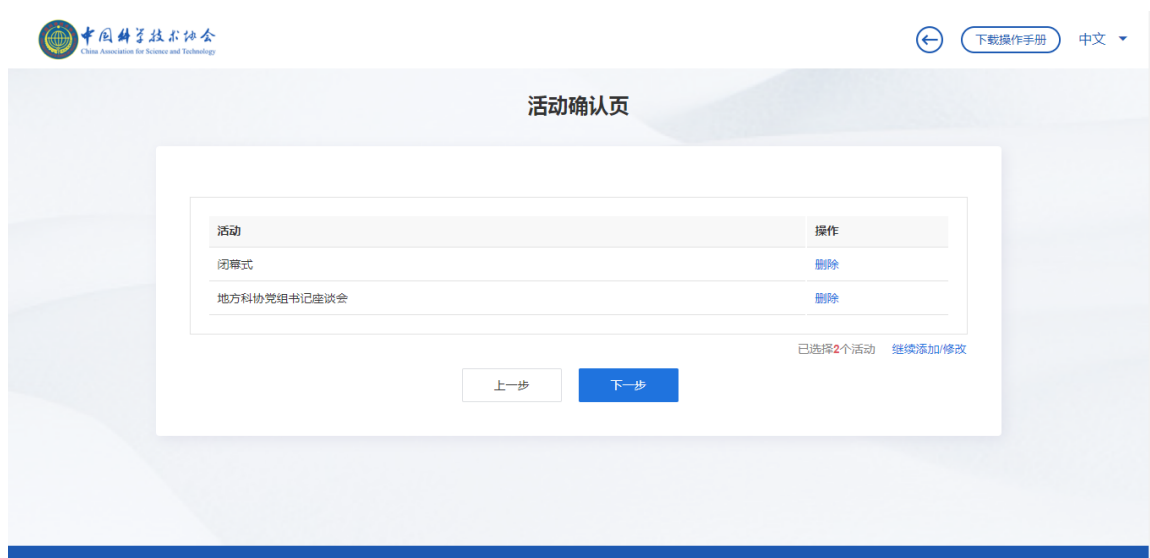 中国科学技术协会
China Association for Science and Technology
下载操作手册
中文
活动确认页
活动 操作
闭幕式 删除
地方科协党组书记座谈会 删除
已选择2个活动 继续添加/修改
上一步 下一步